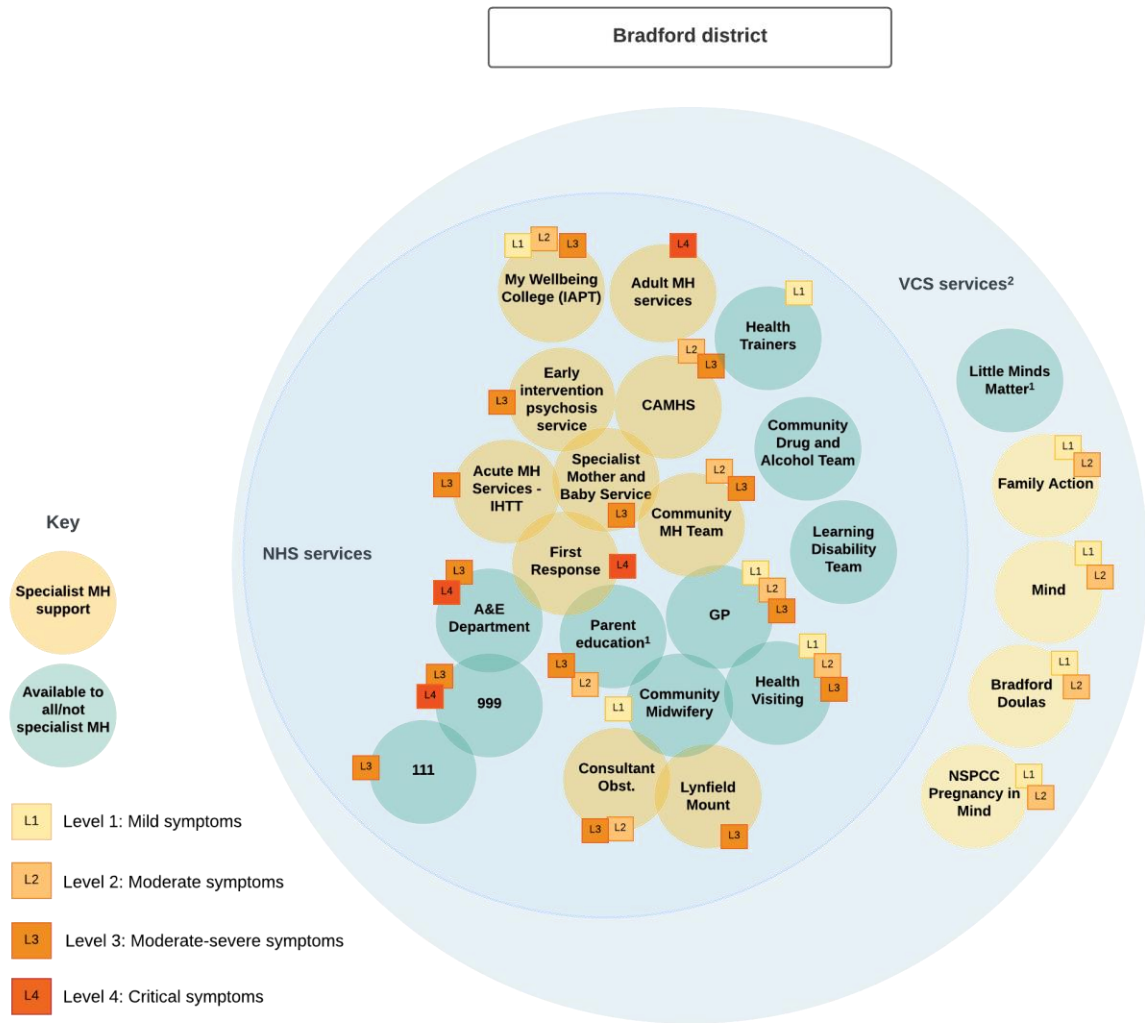 Bradford district
VCS services²
NHS services
L1
L2
L3
My Wellbeing
College (IAPT)
L4
Adult MH
services
L1
Health
Trainers
L3
Early
intervention
psychosis
service
L2
L3
CAMHS
Community
Drug and
Alcohol Team
L3
Acute MH
Services -
IHTT
Specialist
Mother and
Baby Service
L3
L2
L3
Community
MH Team
Learning
Disability
Team
First
Response
L4
L3
L4
A&E
Department
Parent
education¹
L1
L2
L3
GP
L3
L4
999
L3
L2
L1
Community
Midwifery
L1
L2
L3
Health
Visiting
L3
111
Consultant
Obst.
L3
L2
Lynfield
Mount
L3
Little Minds
Matter¹
L1
L2
Family Action
L1
L2
Mind
L1
L2
Bradford
Doulas
NSPCC
Pregnancy in
Mind
L1
L2
Key
Specialist MH
support
Available to
all/not
specialist MH
L1 Level 1: Mild symptoms
L2 Level 2: Moderate symptoms
L3 Level 3: Moderate-severe symptoms
L4 Level 4: Critical symptoms